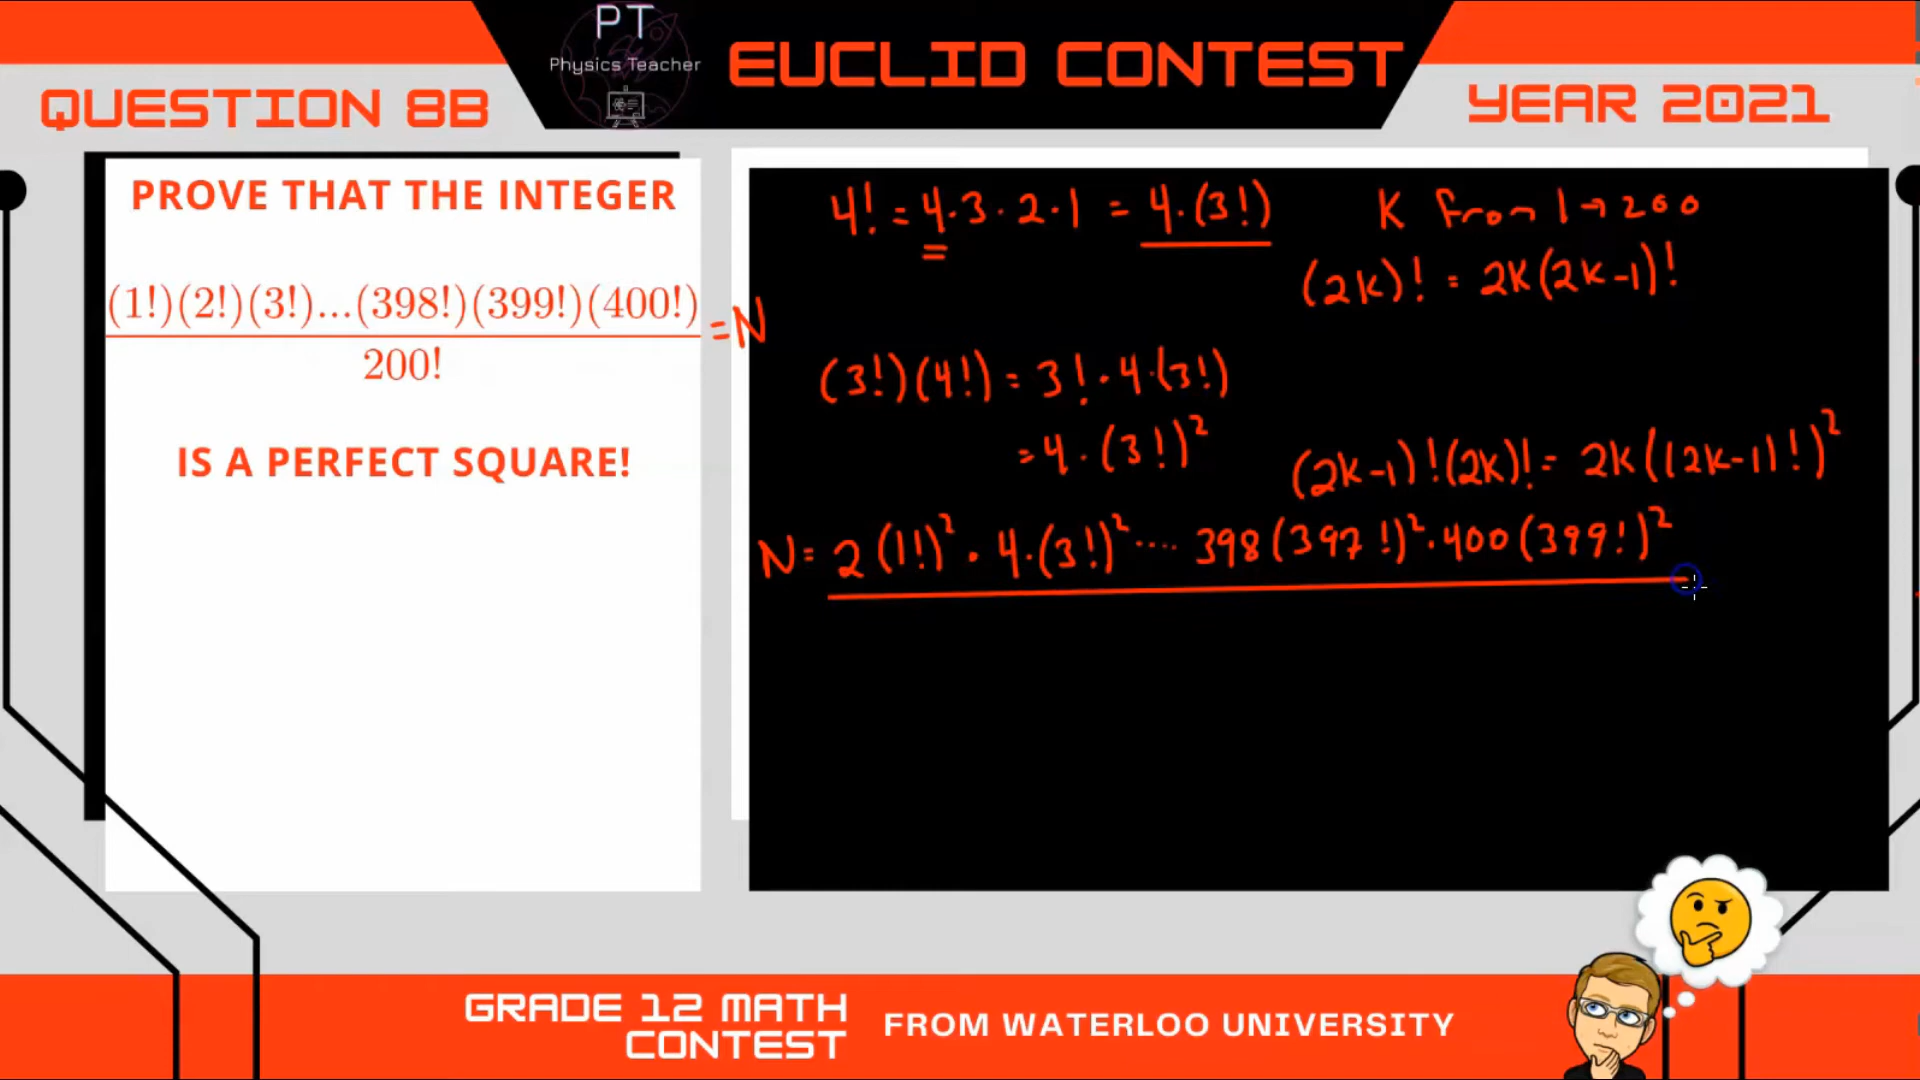 PT
Physics Teacher
EUCLID CONTEST
QUESTION 8B
YEAR 2021
PROVE THAT THE INTEGER
(1!)(2!)(3!)...(398!)(399!)(400!)
200!
= N
IS A PERFECT SQUARE!
4! = 4·3·2·1 = 4·(3!)
K From 1→200
(2K)! = 2K(2K-1)!
(3!)(4!) = 3!·4·(3!)
= 4·(3!)²
(2K-1)!(2K)! = 2K((2K-1)!)²
N = 2(1!)²·4·(3!)².... 398(397!)²·400(399!)²
GRADE 12 MATH
CONTEST
FROM WATERLOO UNIVERSITY